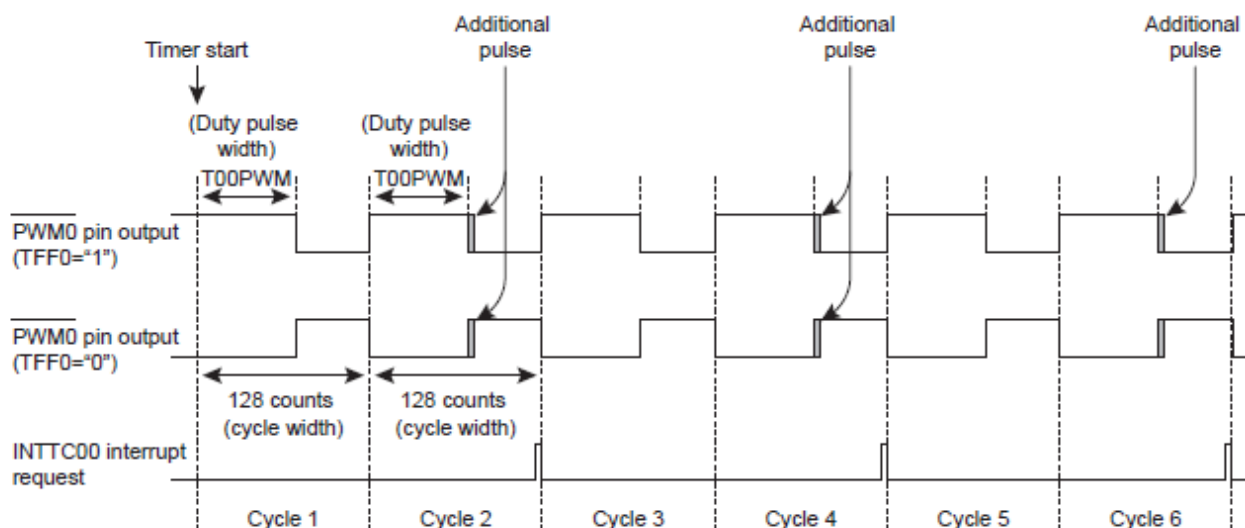 Timer start
Additional
pulse
Additional
pulse
Additional
pulse
(Duty pulse
width)
T00PWM
(Duty pulse
width)
T00PWM
PWM0 pin output
(TFF0=“1”)
PWM0 pin output
(TFF0=“0”)
128 counts
(cycle width)
128 counts
(cycle width)
INTTC00 interrupt
request
Cycle 1
Cycle 2
Cycle 3
Cycle 4
Cycle 5
Cycle 6